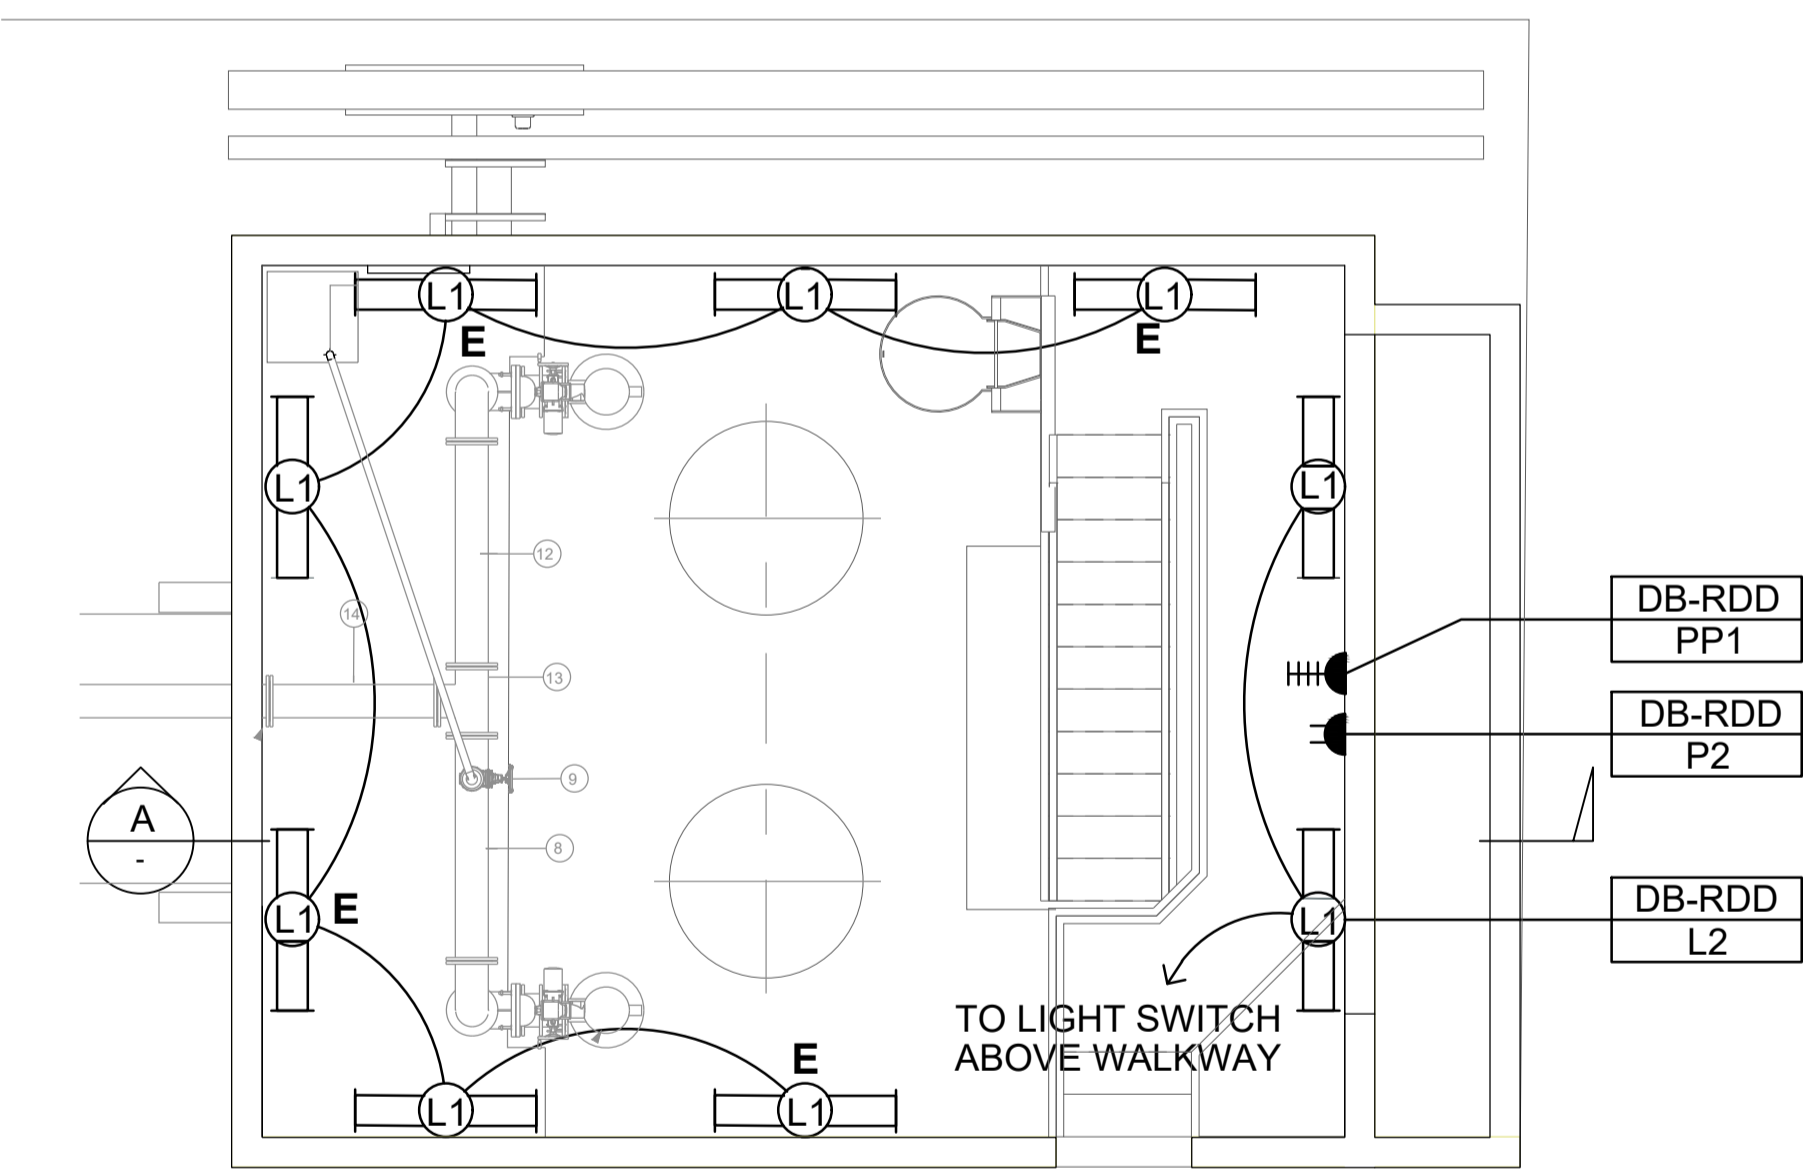 L1
L1
L1
E
E
L1
L1
12
14
DB-RDD
PP1
13
DB-RDD
P2
9
A
-
8
DB-RDD
L2
L1
E
L1
TO LIGHT SWITCH
ABOVE WALKWAY
E
L1
L1